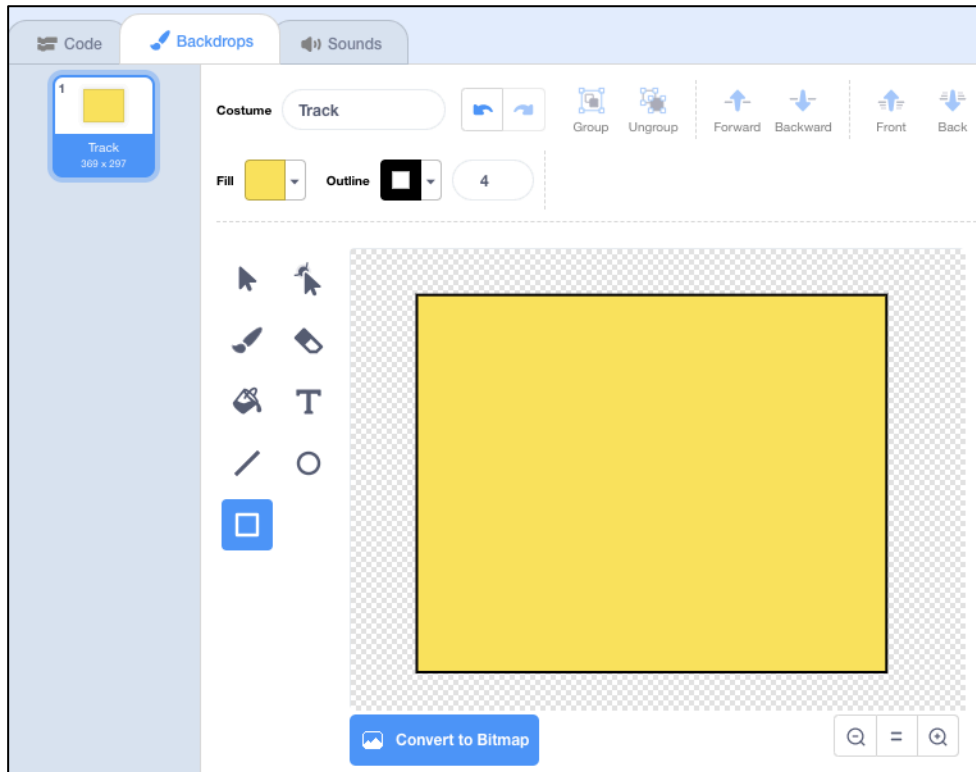 Code
Backdrops
Sounds
1
Track
369 x 297
Costume
Track
Group
Ungroup
Forward
Backward
Front
Back
Fill
Outline
4
T
Convert to Bitmap
=